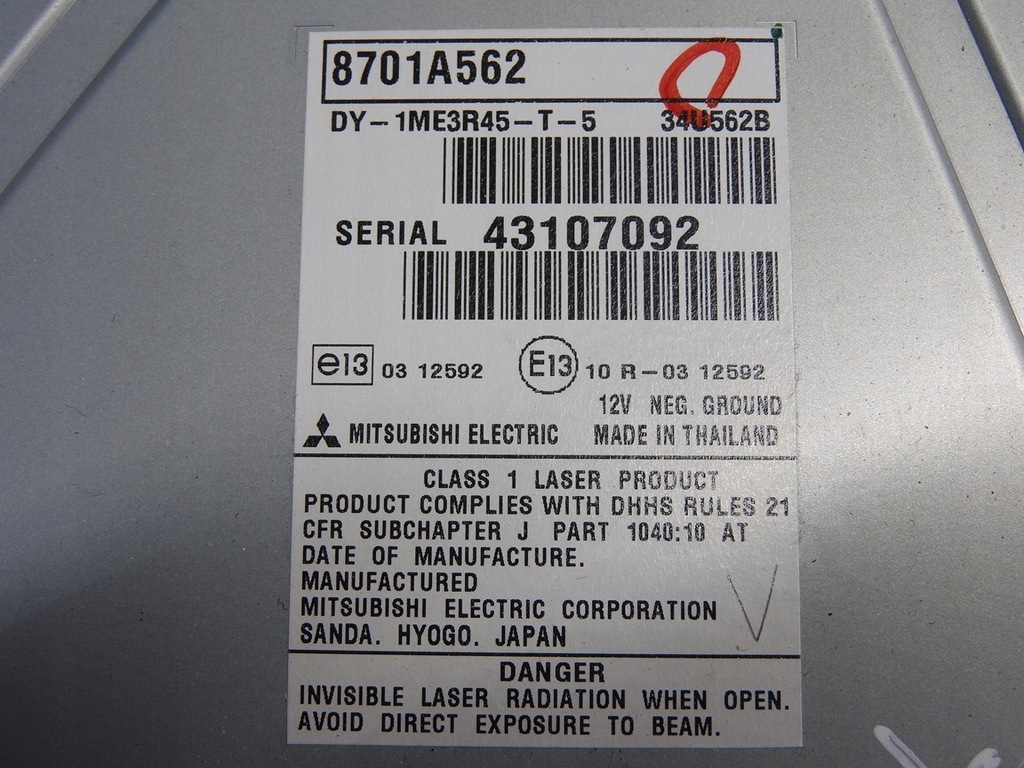 8701A562
DY-1ME3R45-T-5 34U562B
SERIAL 43107092
e13 03 12592 E13 10 R-03 12592
12V NEG. GROUND
MITSUBISHI ELECTRIC MADE IN THAILAND
CLASS 1 LASER PRODUCT
PRODUCT COMPLIES WITH DHHS RULES 21
CFR SUBCHAPTER J PART 1040:10 AT
DATE OF MANUFACTURE.
MANUFACTURED
MITSUBISHI ELECTRIC CORPORATION
SANDA. HYOGO. JAPAN
DANGER
INVISIBLE LASER RADIATION WHEN OPEN.
AVOID DIRECT EXPOSURE TO BEAM.